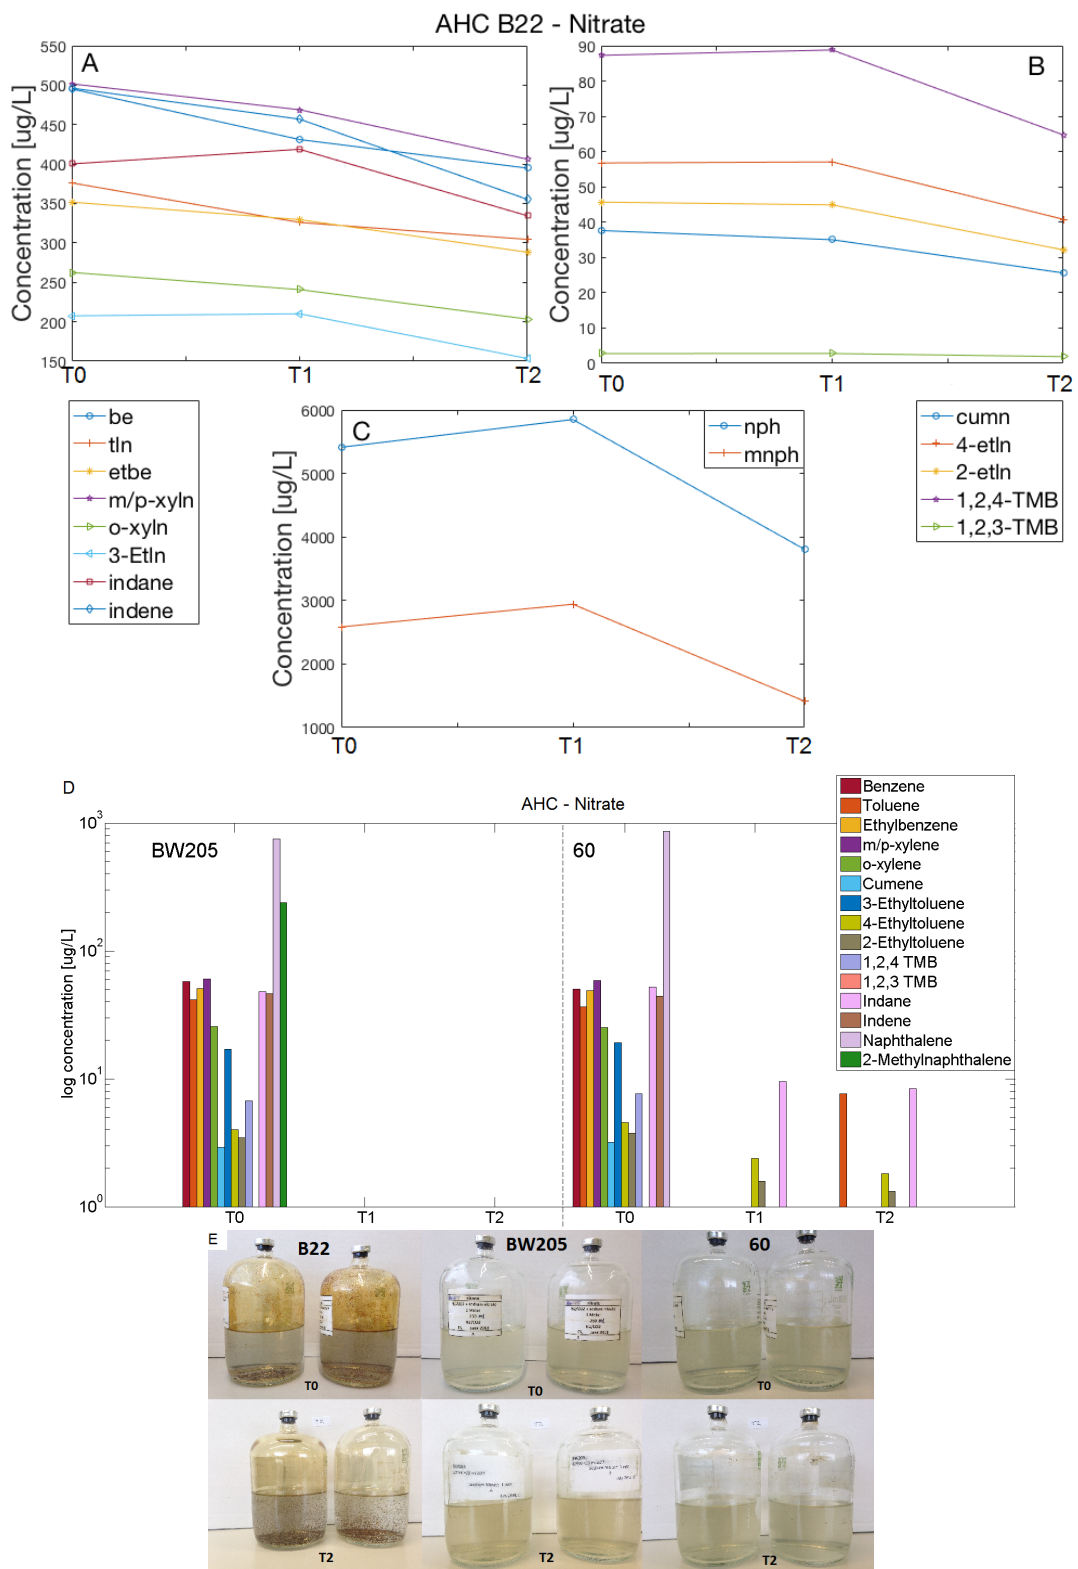 AHC B22 - Nitrate
A
Concentration [ug/L]
550
500
450
400
350
300
250
200
150
T0 T1 T2
B
Concentration [ug/L]
90
80
70
60
50
40
30
20
10
0
T0 T1 T2
be
tln
etbe
m/p-xyln
o-xyln
3-Etln
indane
indene
C
Concentration [ug/L]
6000
5000
4000
3000
2000
1000
T0 T1 T2
nph
mnph
cumn
4-etln
2-etln
1,2,4-TMB
1,2,3-TMB
D
AHC - Nitrate
BW205
60
log concentration [ug/L]
10³
10²
10¹
10⁰
T0 T1 T2 T0 T1 T2
Benzene
Toluene
Ethylbenzene
m/p-xylene
o-xylene
Cumene
3-Ethyltoluene
4-Ethyltoluene
2-Ethyltoluene
1,2,4 TMB
1,2,3 TMB
Indane
Indene
Naphthalene
2-Methylnaphthalene
E
B22 BW205 60
T0 T0 T0
T2 T2 T2